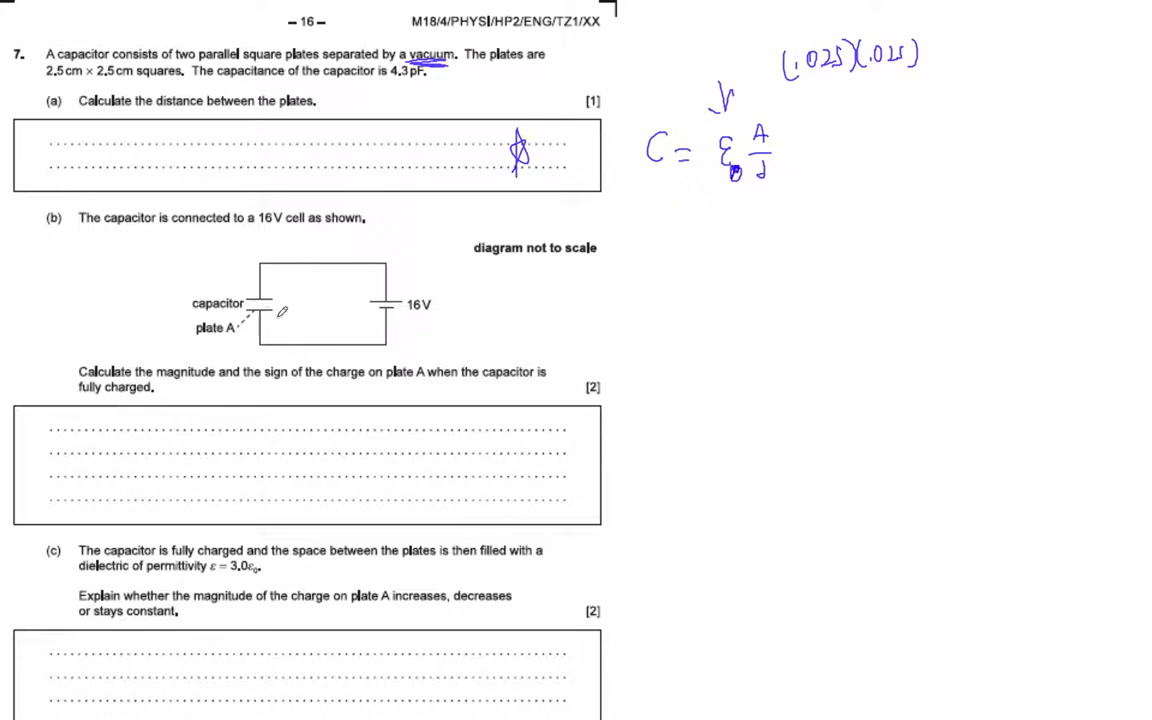 – 16 –
M18/4/PHYSI/HP2/ENG/TZ1/XX
7. A capacitor consists of two parallel square plates separated by a vacuum. The plates are
2.5 cm × 2.5 cm squares. The capacitance of the capacitor is 4.3 pF.
(.025)(.025)
(a) Calculate the distance between the plates. [1]
C = ε₀ A/d
(b) The capacitor is connected to a 16 V cell as shown.
diagram not to scale
capacitor
16 V
plate A
Calculate the magnitude and the sign of the charge on plate A when the capacitor is
fully charged. [2]
(c) The capacitor is fully charged and the space between the plates is then filled with a
dielectric of permittivity ε = 3.0ε₀.
Explain whether the magnitude of the charge on plate A increases, decreases
or stays constant. [2]